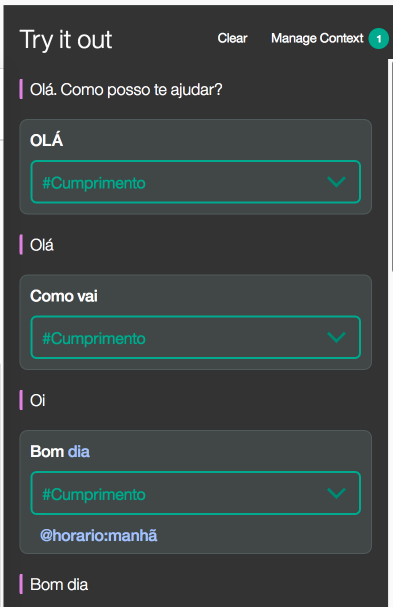 Try it out
Clear
Manage Context
1
Olá. Como posso te ajudar?
OLÁ
#Cumprimento
Olá
Como vai
#Cumprimento
Oi
Bom dia
#Cumprimento
@horario:manhã
Bom dia